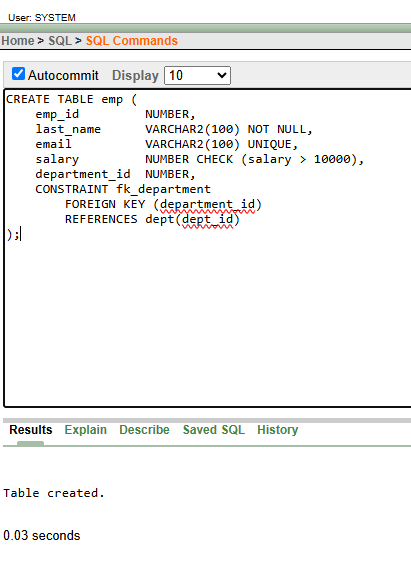 User: SYSTEM
Home > SQL > SQL Commands
Autocommit Display 10
CREATE TABLE emp (
    emp_id         NUMBER,
    last_name      VARCHAR2(100) NOT NULL,
    email          VARCHAR2(100) UNIQUE,
    salary         NUMBER CHECK (salary > 10000),
    department_id  NUMBER,
    CONSTRAINT fk_department
        FOREIGN KEY (department_id)
        REFERENCES dept(dept_id)
);
Results Explain Describe Saved SQL History
Table created.
0.03 seconds